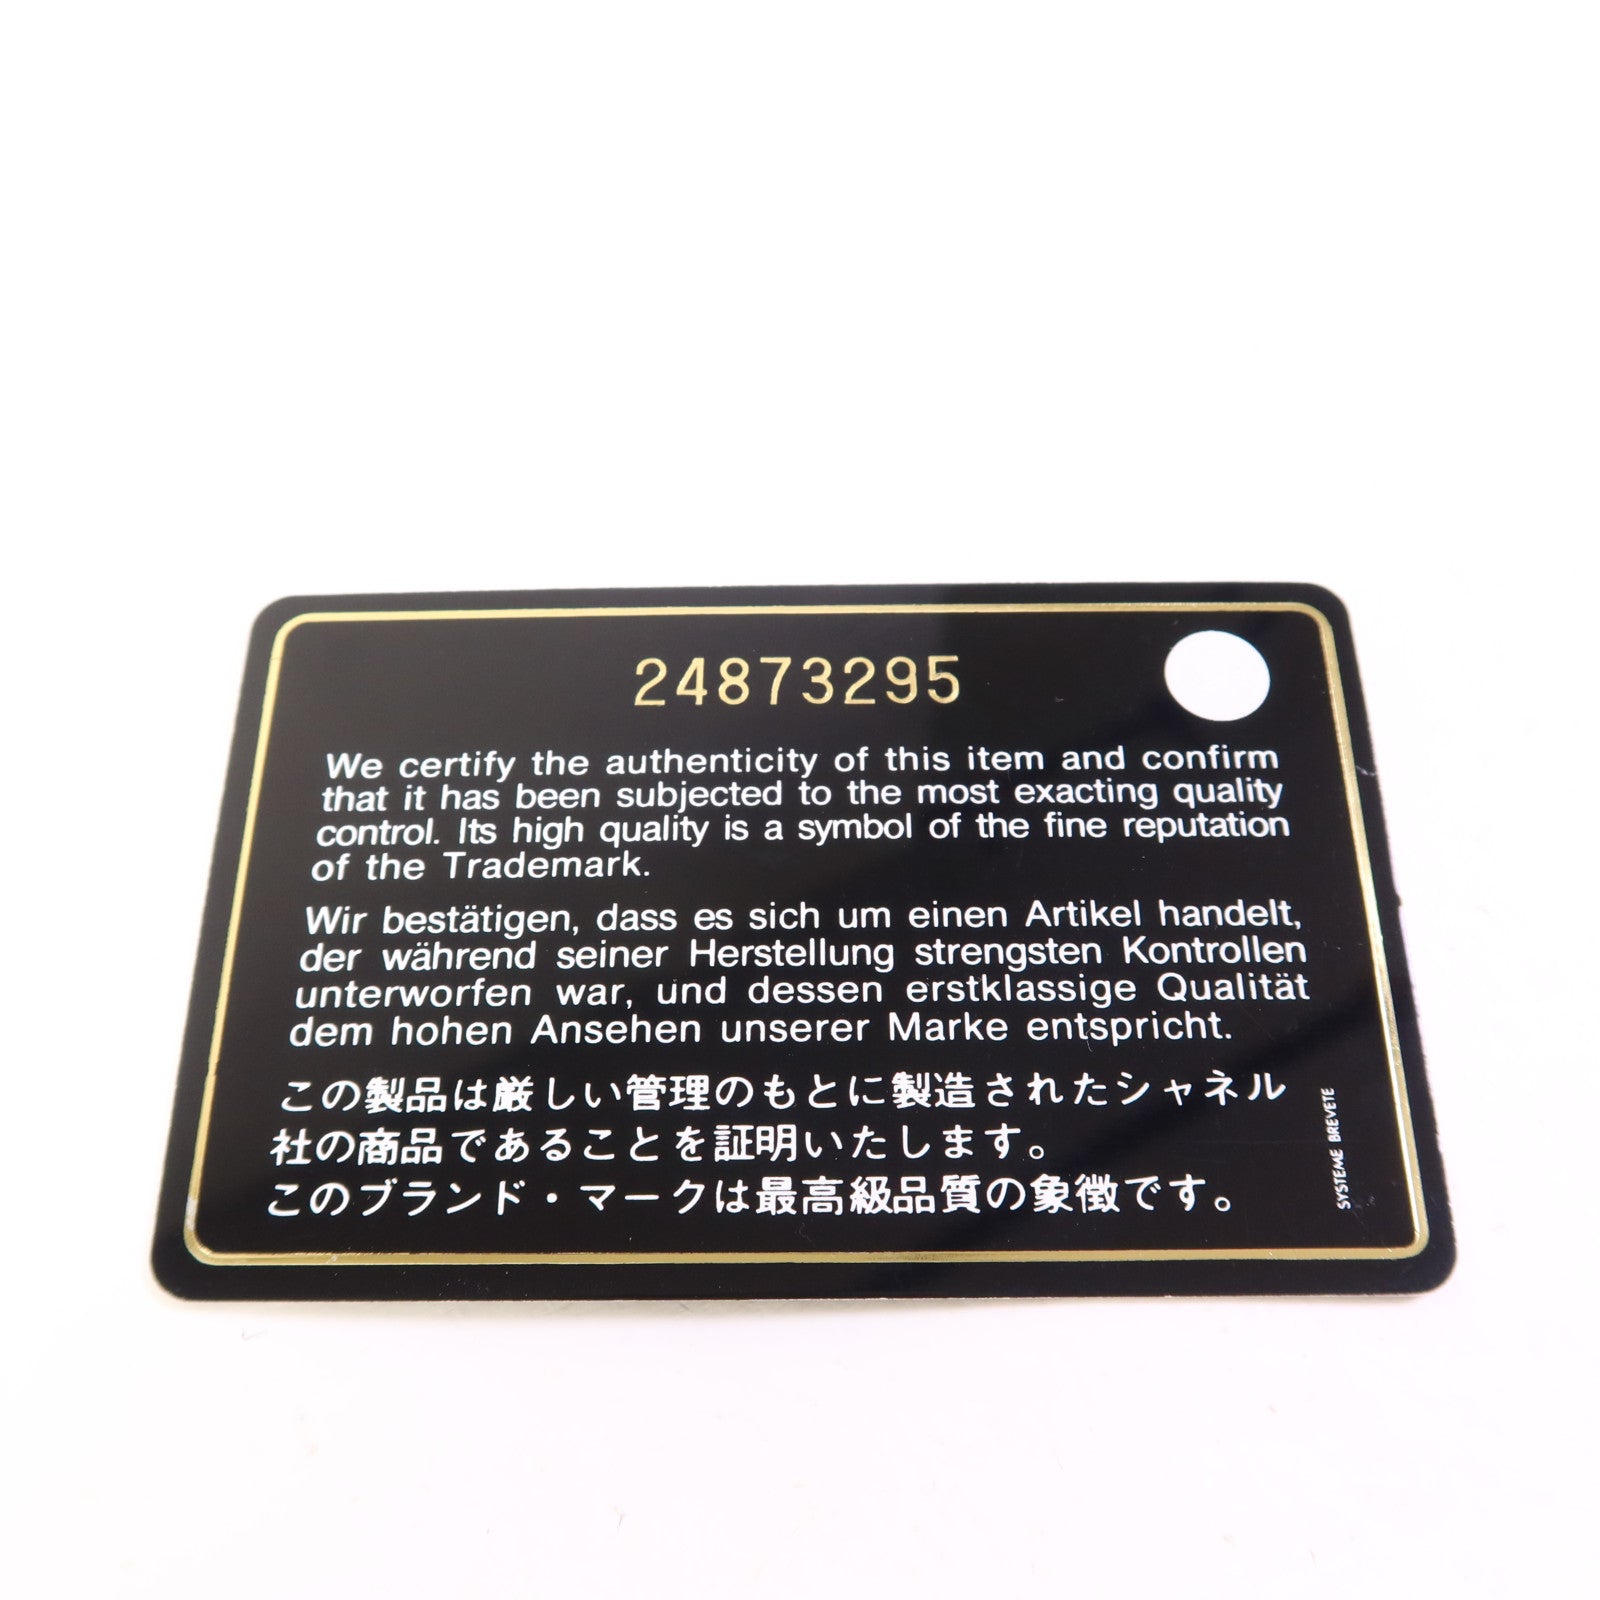 24873295
We certify the authenticity of this item and confirm
that it has been subjected to the most exacting quality
control. Its high quality is a symbol of the fine reputation
of the Trademark.
Wir bestätigen, dass es sich um einen Artikel handelt,
der während seiner Herstellung strengsten Kontrollen
unterworfen war, und dessen erstklassige Qualität
dem hohen Ansehen unserer Marke entspricht.
この製品は厳しい管理のもとに製造されたシャネル
社の商品であることを証明いたします。
このブランド・マークは最高級品質の象徴です。
SYSTEME BREVETE